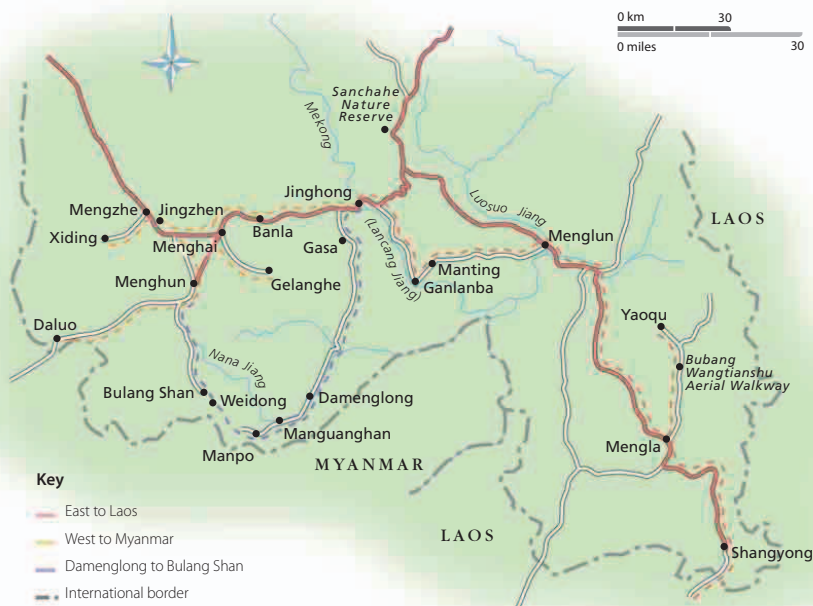 0 km 30
0 miles 30
Sanchahe
Nature
Reserve
Mekong
Jinghong
Luosuo Jiang
LAOS
Mengzhe
Jingzhen
Xiding
Menghai
Banla
Gasa
(Lancang Jiang)
Menglun
Manting
Ganlanba
Menghun
Gelanghe
Daluo
Yaoqu
Nana Jiang
Bubang
Wangtianshu
Aerial Walkway
Bulang Shan
Weidong
Damenglong
Manguanghan
Manpo
Mengla
MYANMAR
LAOS
Shangyong
Key
East to Laos
West to Myanmar
Damenglong to Bulang Shan
International border